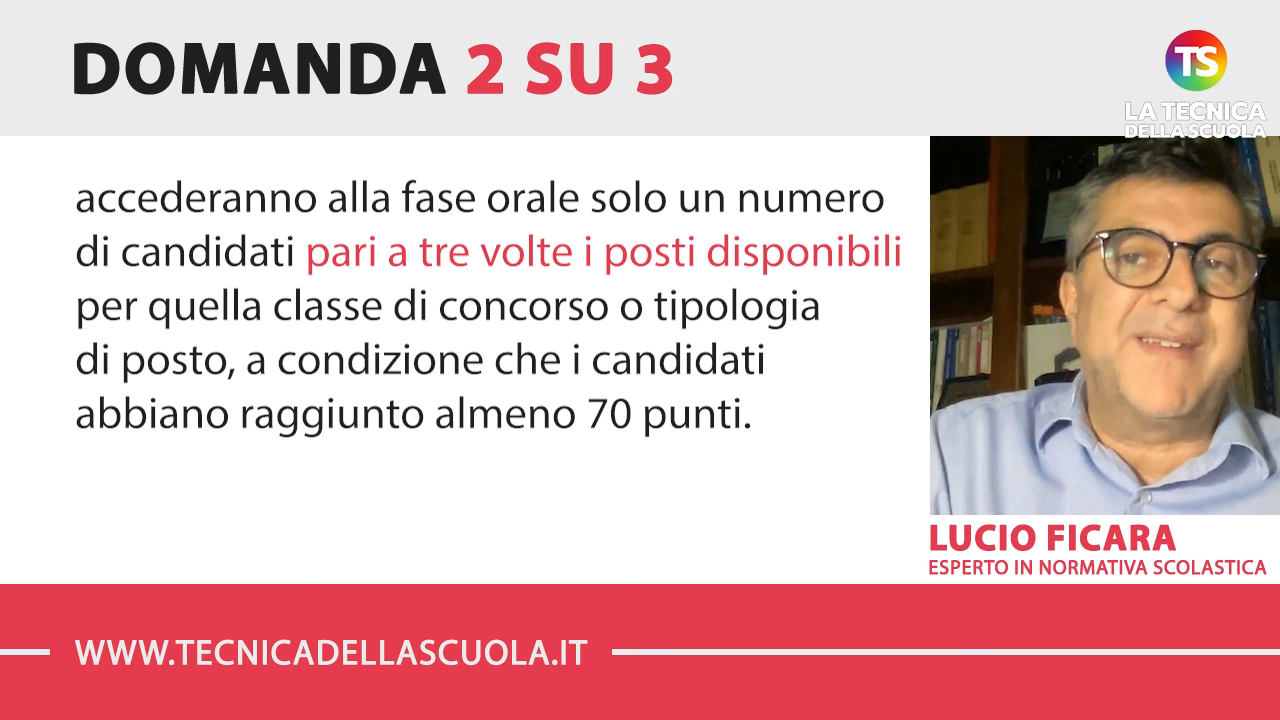 DOMANDA 2 SU 3
TS
LA TECNICA
DELLA SCUOLA
accederanno alla fase orale solo un numero
di candidati pari a tre volte i posti disponibili
per quella classe di concorso o tipologia
di posto, a condizione che i candidati
abbiano raggiunto almeno 70 punti.
LUCIO FICARA
ESPERTO IN NORMATIVA SCOLASTICA
WWW.TECNICADELLASCUOLA.IT